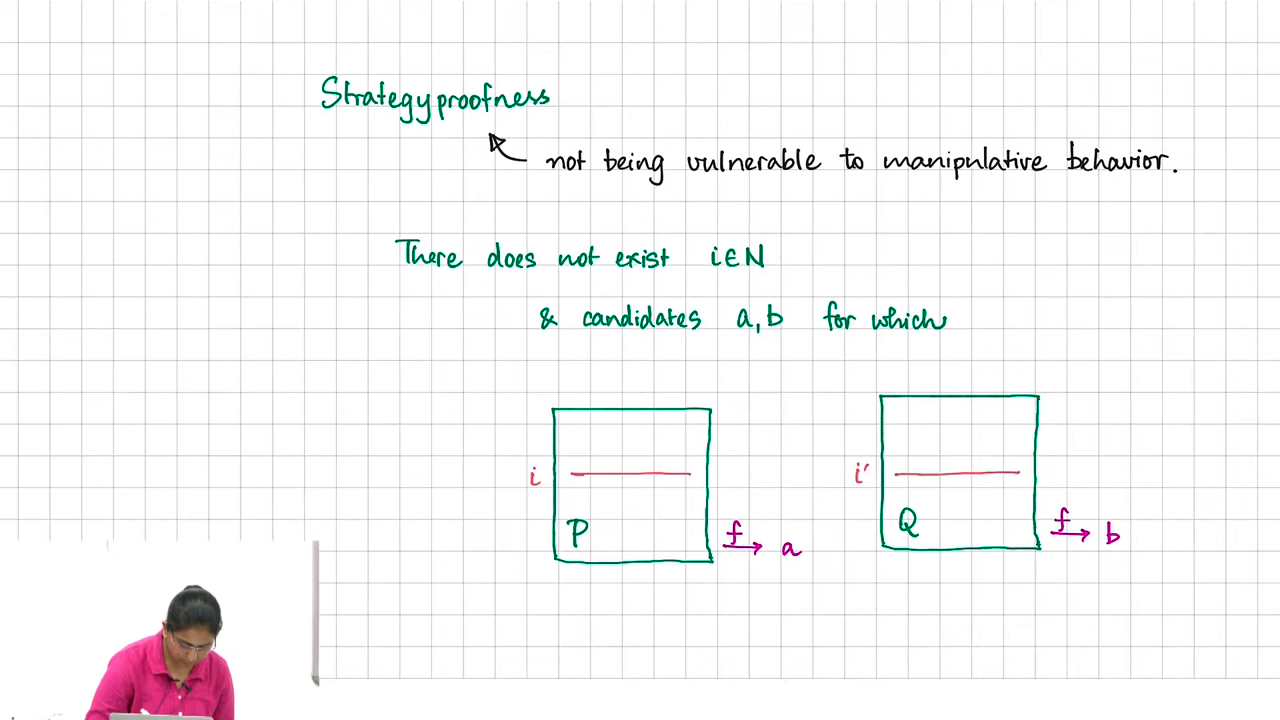 Strategyproofness
not being vulnerable to manipulative behavior.
There does not exist i∈N
& candidates a, b for which
i
P
f
a
i'
Q
f
b